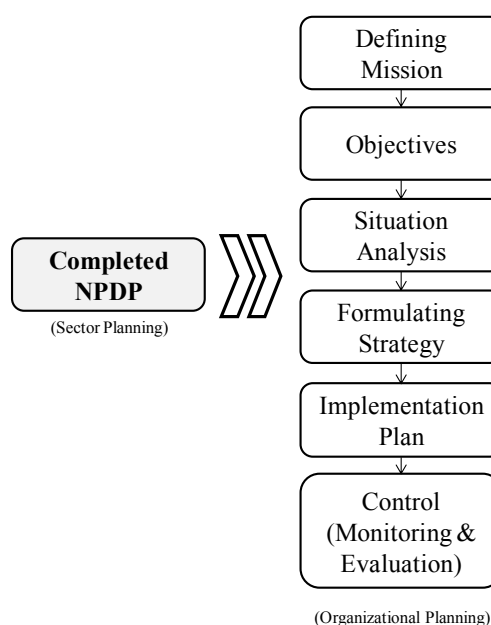 Defining
Mission
Objectives
Situation
Analysis
Completed
NPDP
(Sector Planning)
Formulating
Strategy
Implementation
Plan
Control
(Monitoring &
Evaluation)
(Organizational Planning)